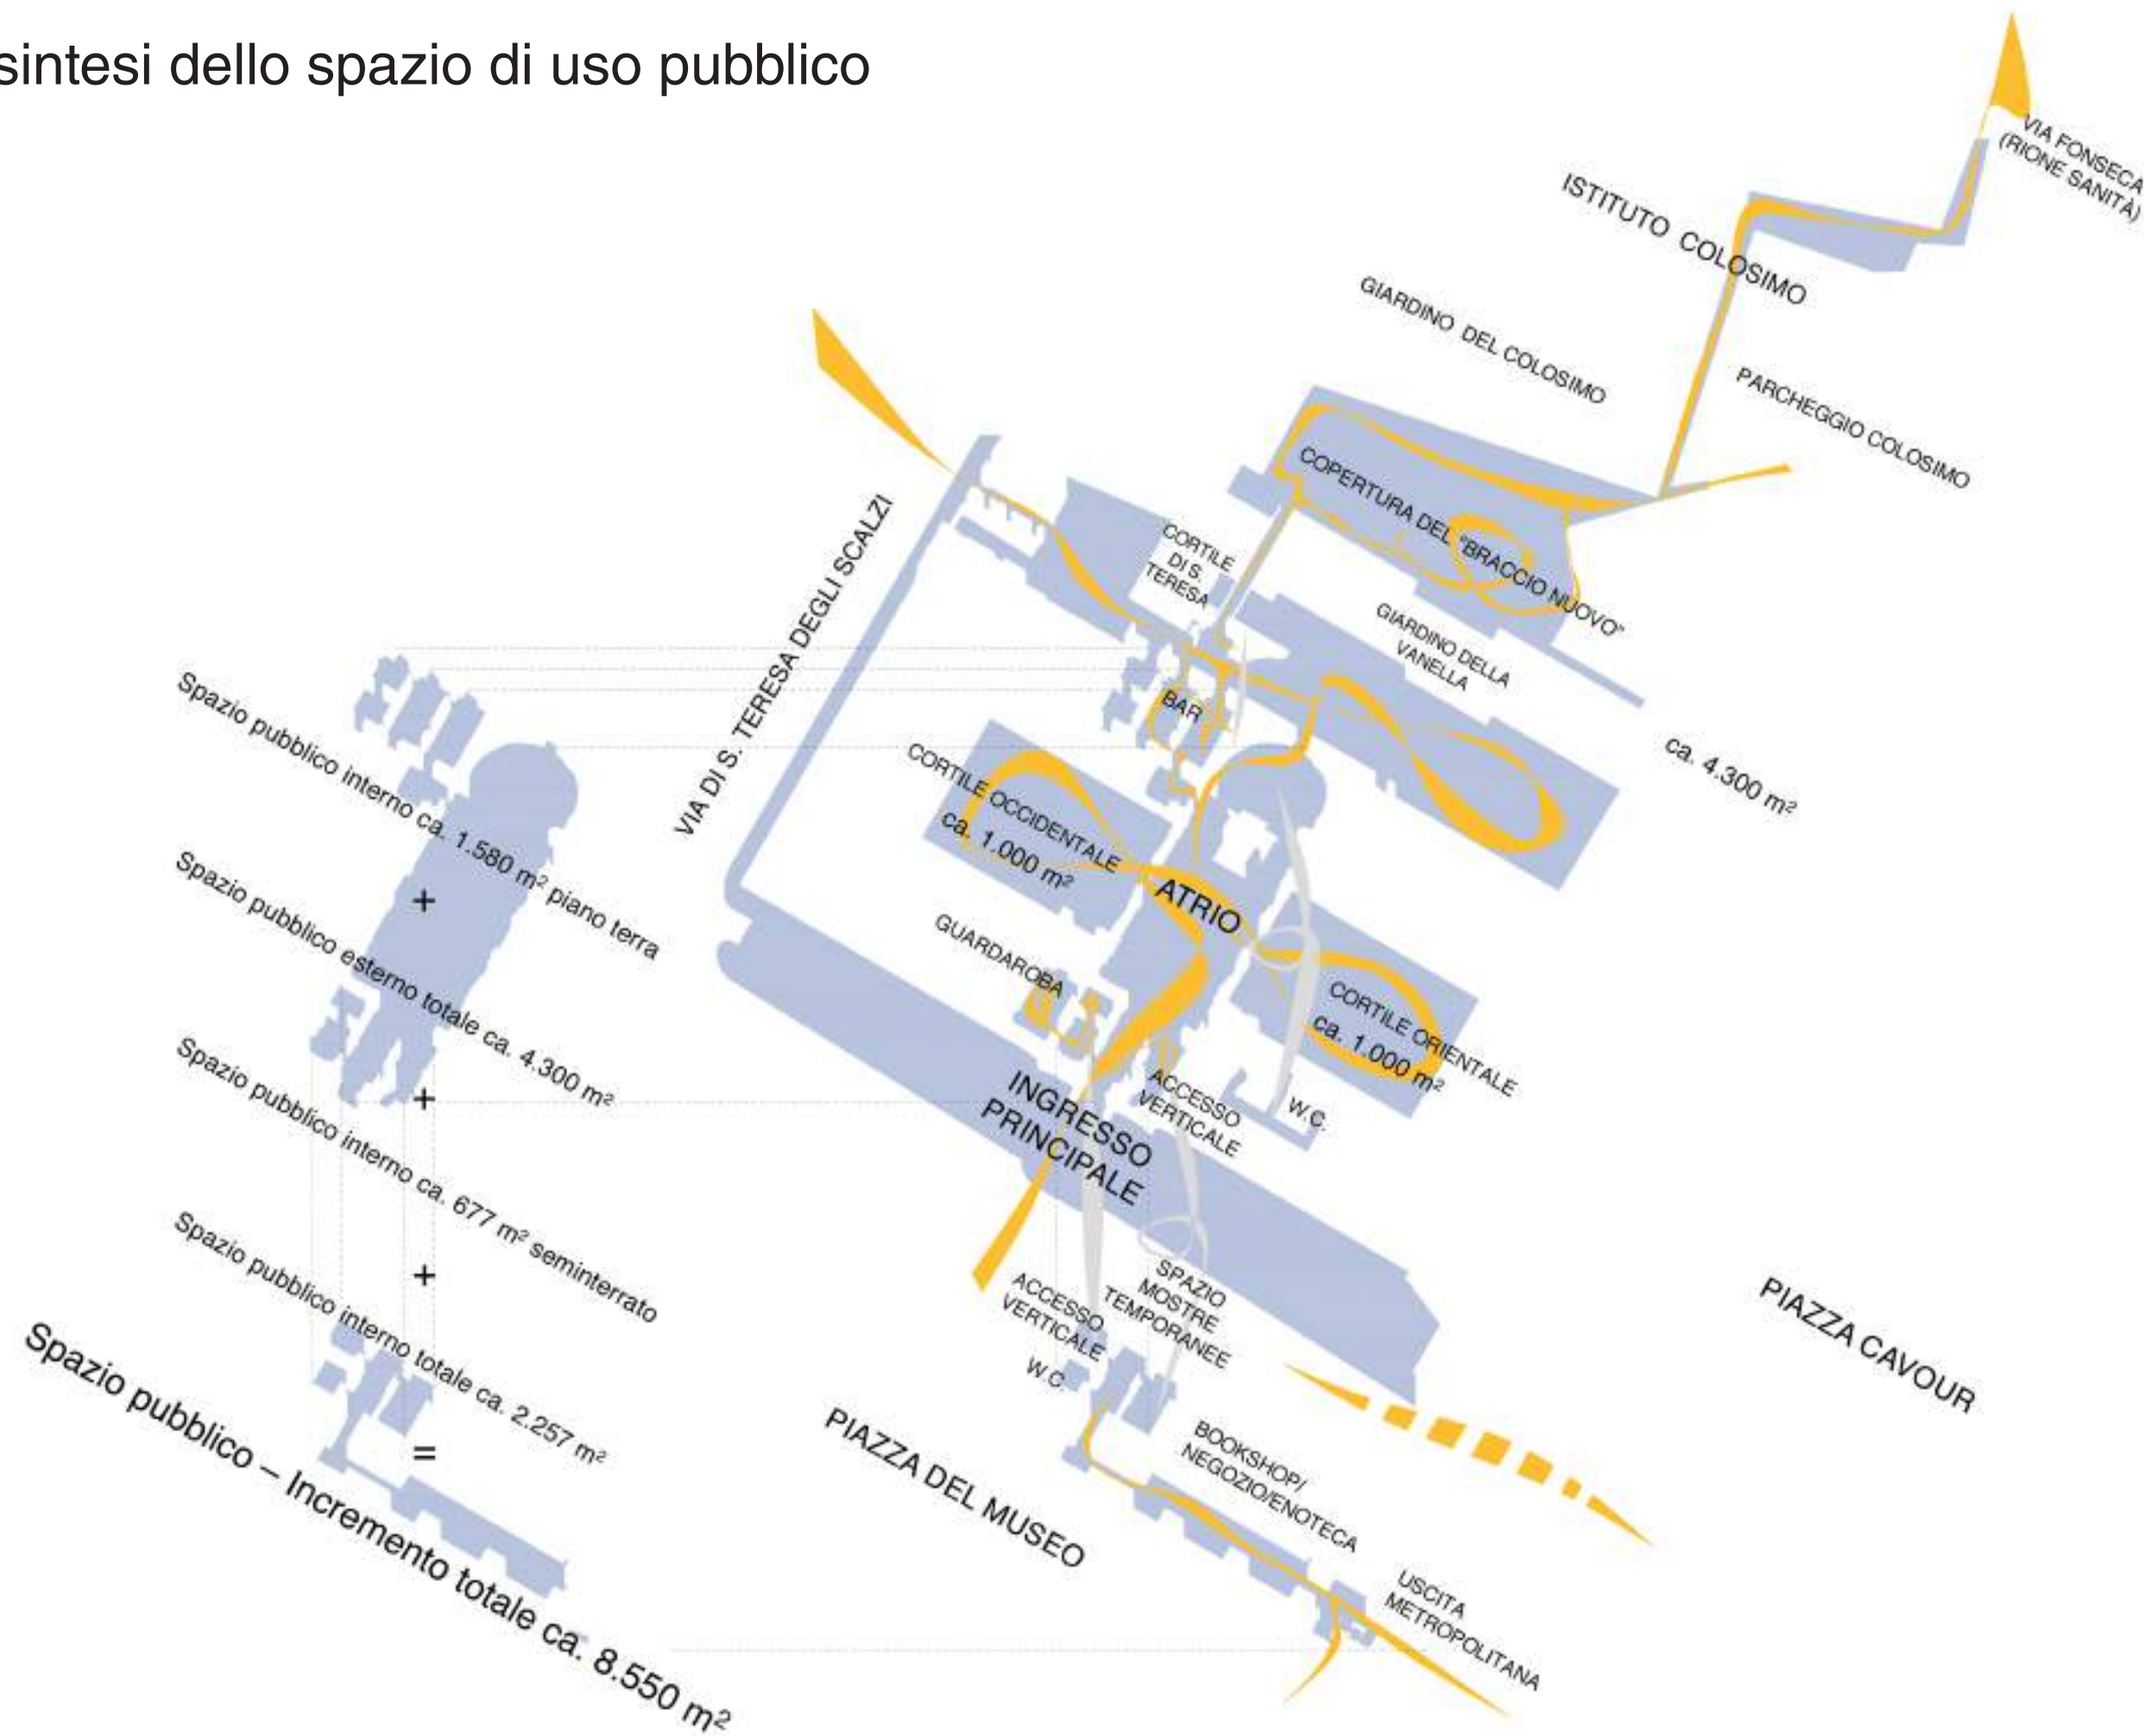 sintesi dello spazio di uso pubblico
VIA FONSECA
(RIONE SANITÀ)
ISTITUTO COLOSIMO
GIARDINO DEL COLOSIMO
PARCHEGGIO COLOSIMO
COPERTURA DEL "BRACCIO NUOVO"
VIA DI S. TERESA DEGLI SCALZI
CORTILE
DI S.
TERESA
GIARDINO DELLA
VANELLA
BAR
ca. 4.300 m²
CORTILE OCCIDENTALE
ca. 1.000 m²
ATRIO
GUARDAROBA
CORTILE ORIENTALE
ca. 1.000 m²
ACCESSO
VERTICALE
W.C.
INGRESSO
PRINCIPALE
SPAZIO
MOSTRE
TEMPORANEE
ACCESSO
VERTICALE
W.C.
PIAZZA CAVOUR
PIAZZA DEL MUSEO
BOOKSHOP/
NEGOZIO/ENOTECA
USCITA
METROPOLITANA
Spazio pubblico interno ca. 1.580 m² piano terra
+
Spazio pubblico esterno totale ca. 4.300 m²
+
Spazio pubblico interno ca. 677 m² seminterrato
+
Spazio pubblico interno totale ca. 2.257 m²
=
Spazio pubblico – Incremento totale ca. 8.550 m²